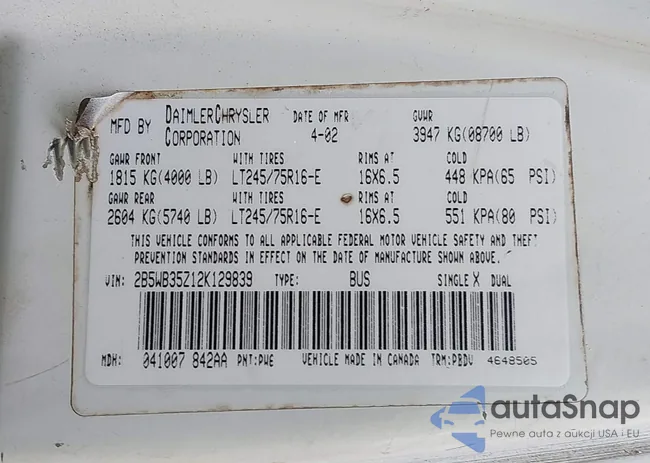 MFD BY DAIMLERCHRYSLER CORPORATION DATE OF MFR 4-02 GVWR 3947 KG(08700 LB)
GAWR FRONT WITH TIRES RIMS AT COLD
1815 KG(4000 LB) LT245/75R16-E 16X6.5 448 KPA(65 PSI)
GAWR REAR WITH TIRES RIMS AT COLD
2604 KG(5740 LB) LT245/75R16-E 16X6.5 551 KPA(80 PSI)
THIS VEHICLE CONFORMS TO ALL APPLICABLE FEDERAL MOTOR VEHICLE SAFETY AND THEFT
PREVENTION STANDARDS IN EFFECT ON THE DATE OF MANUFACTURE SHOWN ABOVE.
VIN: 2B5WB35Z12K129839 TYPE: BUS SINGLE X DUAL
MDH: 041007 842AA PNT:PWE VEHICLE MADE IN CANADA TRM:PBDV 4648505
autaSnap
Pewne auta z aukcji USA i EU